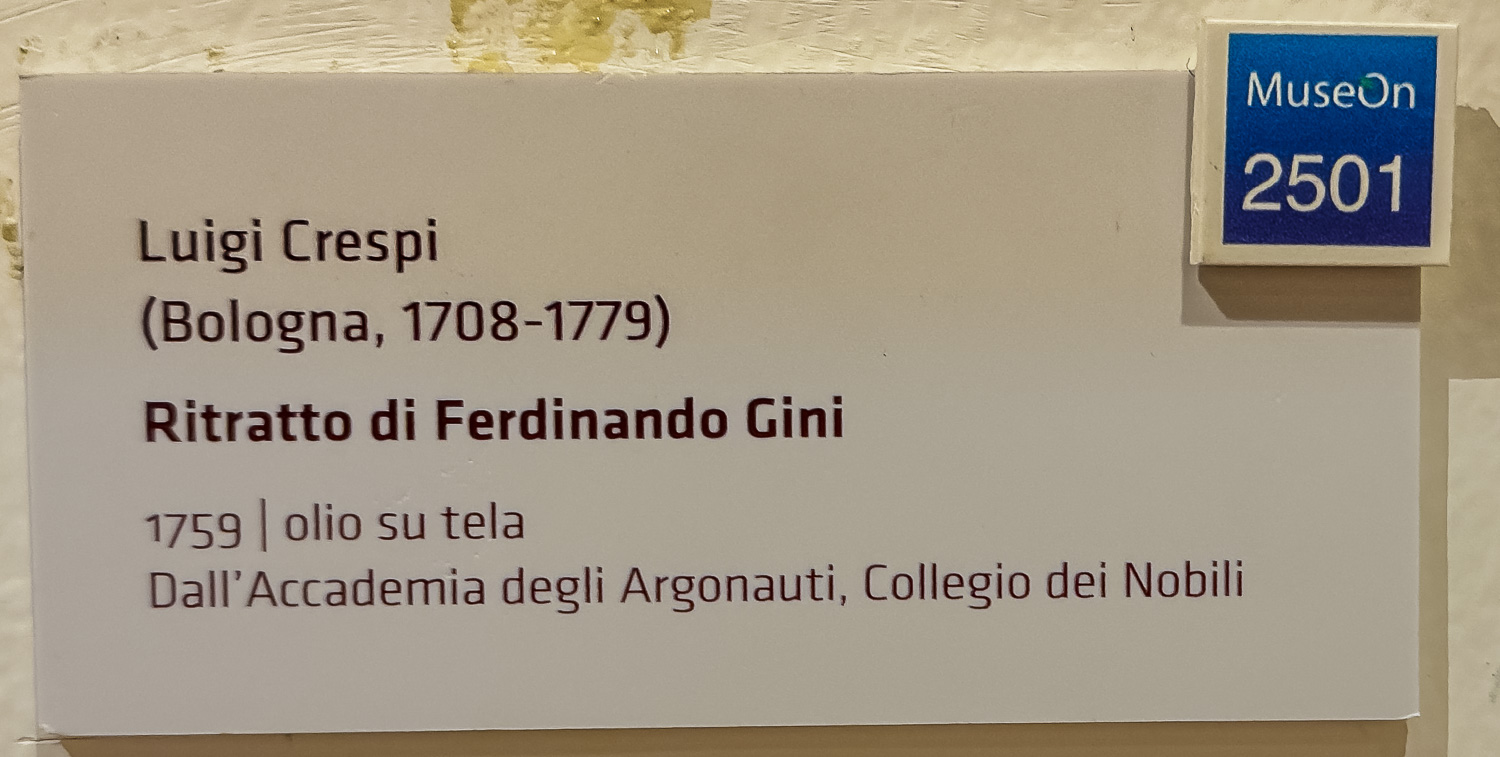 MuseOn
2501
Luigi Crespi
(Bologna, 1708-1779)
Ritratto di Ferdinando Gini
1759 | olio su tela
Dall'Accademia degli Argonauti, Collegio dei Nobili